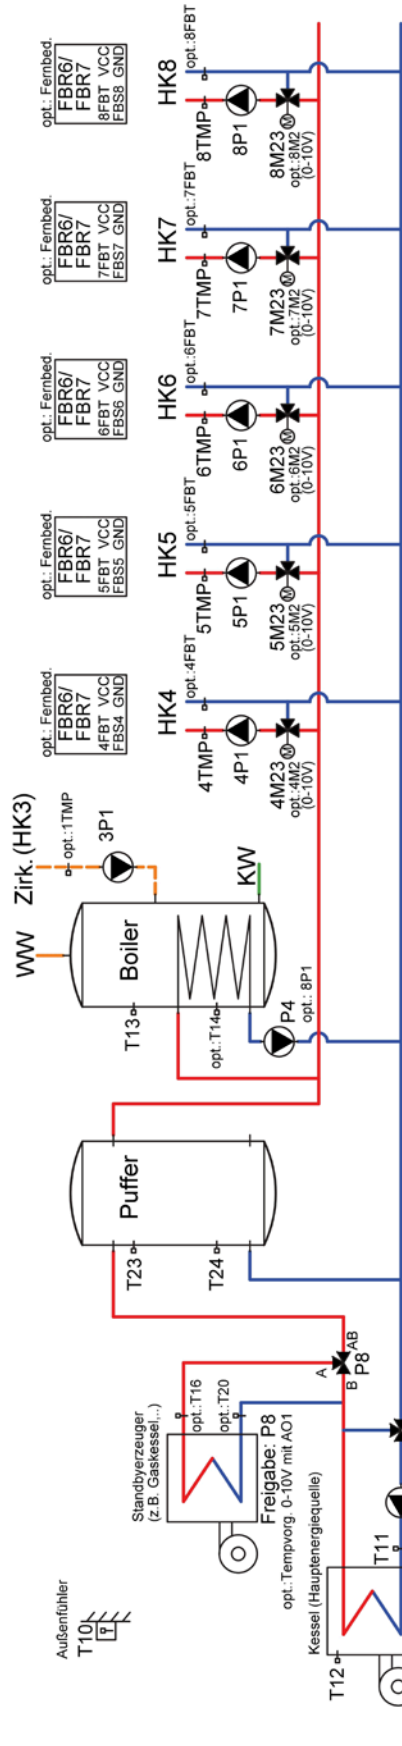 Außenfühler
T10
T12
Kessel (Hauptenergiequelle)
T11
Standbyerzeuger
(z.B. Gaskessel,..)
opt.:T16
opt.:T20
Freigabe: P8
opt.:Tempvorg. 0-10V mit AO1
A
B
AB
P8
Puffer
T23
T24
WW
Zirk. (HK3)
opt.:1TMP
3P1
Boiler
T13
opt.:T14
KW
P4
opt.: 8P1
opt.: Fernbed.
FBR6/
FBR7
4FBT VCC
FBS4 GND
HK4
opt.:4FBT
4TMP
4P1
4M23
M
opt.:4M2
(0-10V)
opt.: Fernbed.
FBR6/
FBR7
5FBT VCC
FBS5 GND
HK5
opt.:5FBT
5TMP
5P1
5M23
M
opt.:5M2
(0-10V)
opt.: Fernbed.
FBR6/
FBR7
6FBT VCC
FBS6 GND
HK6
opt.:6FBT
6TMP
6P1
6M23
M
opt.:6M2
(0-10V)
opt.: Fernbed.
FBR6/
FBR7
7FBT VCC
FBS7 GND
HK7
opt.:7FBT
7TMP
7P1
7M23
M
opt.:7M2
(0-10V)
opt.: Fernbed.
FBR6/
FBR7
8FBT VCC
FBS8 GND
HK8
opt.:8FBT
8TMP
8P1
8M23
M
opt.:8M2
(0-10V)